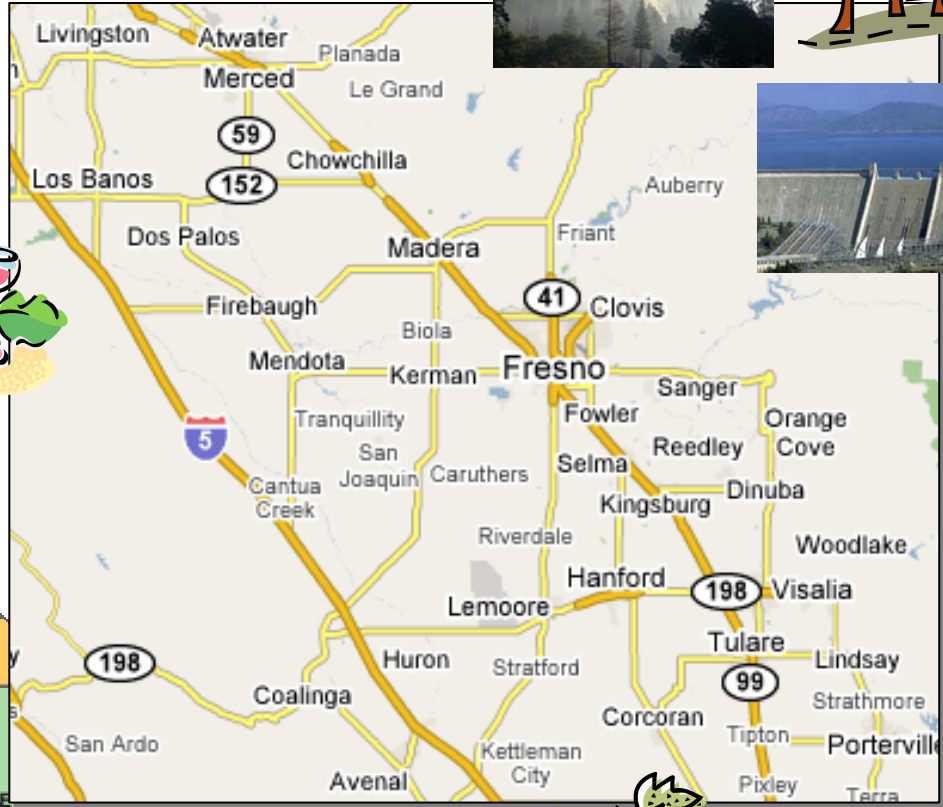 Livingston
Atwater
Planada
Merced
Le Grand
59
Chowchilla
Los Banos
152
Auberry
Dos Palos
Madera
Friant
Firebaugh
41
Clovis
Biola
Mendota
Kerman
Fresno
Sanger
Tranquillity
Fowler
Orange
Cove
5
San
Joaquin
Caruthers
Selma
Reedley
Cantua
Creek
Kingsburg
Dinuba
Riverdale
Woodlake
Hanford
198
Visalia
Lemoore
Tulare
198
Huron
Stratford
Lindsay
99
Coalinga
Strathmore
Corcoran
San Ardo
Tipton
Porterville
Kettleman
City
Avenal
Pixley
Terra